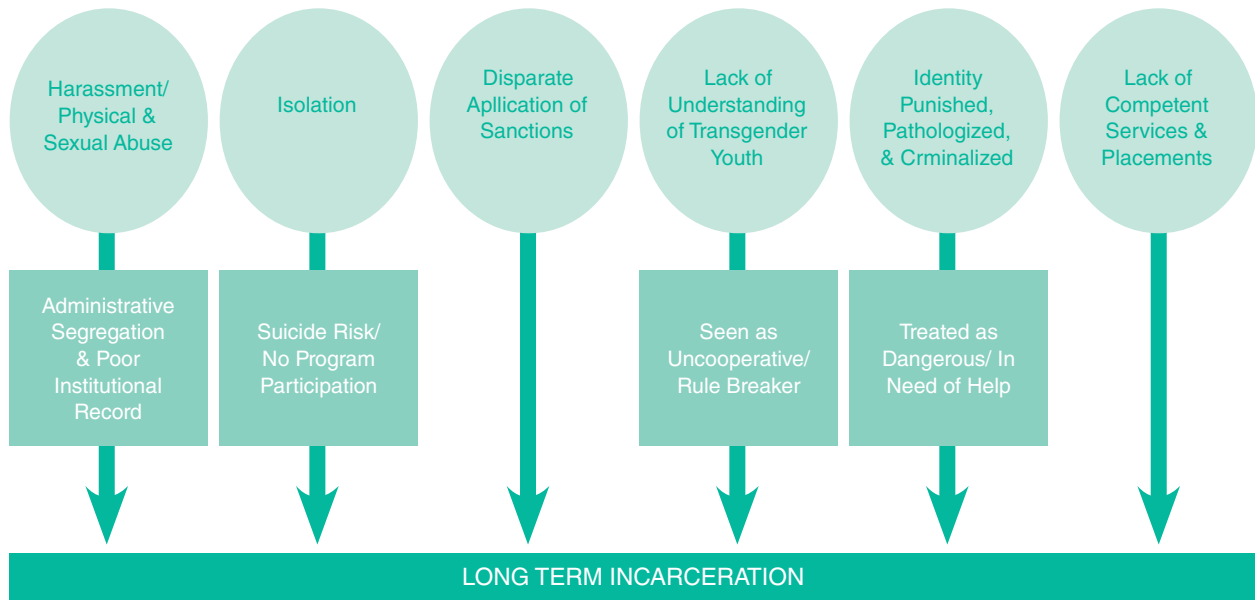 Harassment/
Physical &
Sexual Abuse
Isolation
Disparate
Apllication of
Sanctions
Lack of
Understanding
of Transgender
Youth
Identity
Punished,
Pathologized,
& Crminalized
Lack of
Competent
Services &
Placements
Administrative
Segregation
& Poor
Institutional
Record
Suicide Risk/
No Program
Participation
Seen as
Uncooperative/
Rule Breaker
Treated as
Dangerous/ In
Need of Help
LONG TERM INCARCERATION